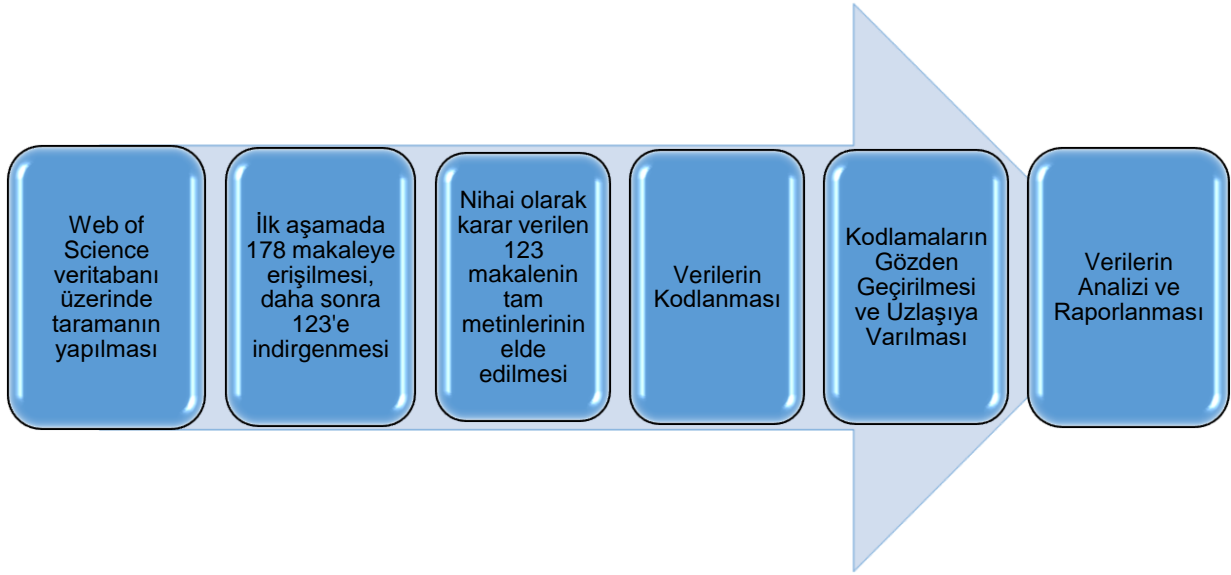 Web of
Science
veritabanı
üzerinde
taramanın
yapılması
İlk aşamada
178 makaleye
erişilmesi,
daha sonra
123'e
indirgenmesi
Nihai olarak
karar verilen
123
makalenin
tam
metinlerinin
elde
edilmesi
Verilerin
Kodlanması
Kodlamaların
Gözden
Geçirilmesi
ve Uzlaşıya
Varılması
Verilerin
Analizi ve
Raporlanması